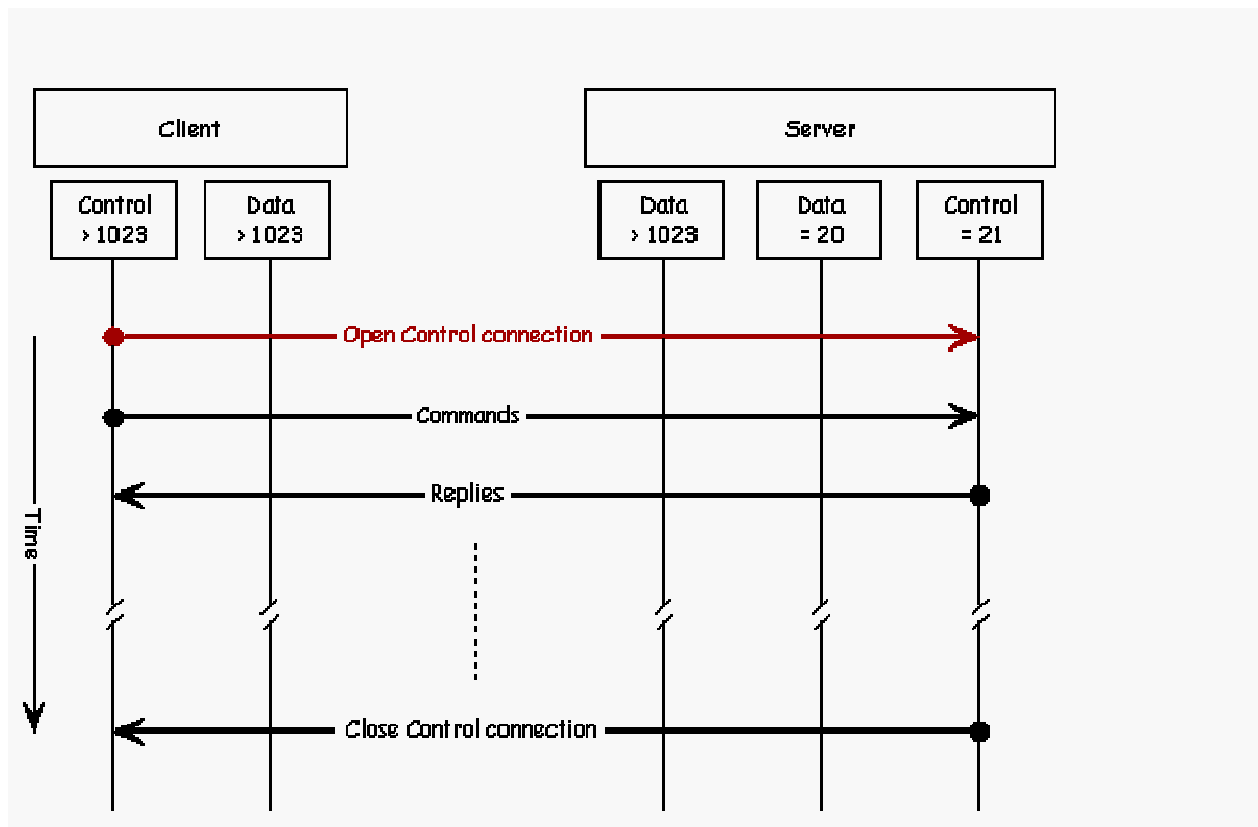 Client
Server
Control
> 1023
Data
> 1023
Data
> 1023
Data
= 20
Control
= 21
Open Control connection
Commands
Replies
Time
Close Control connection